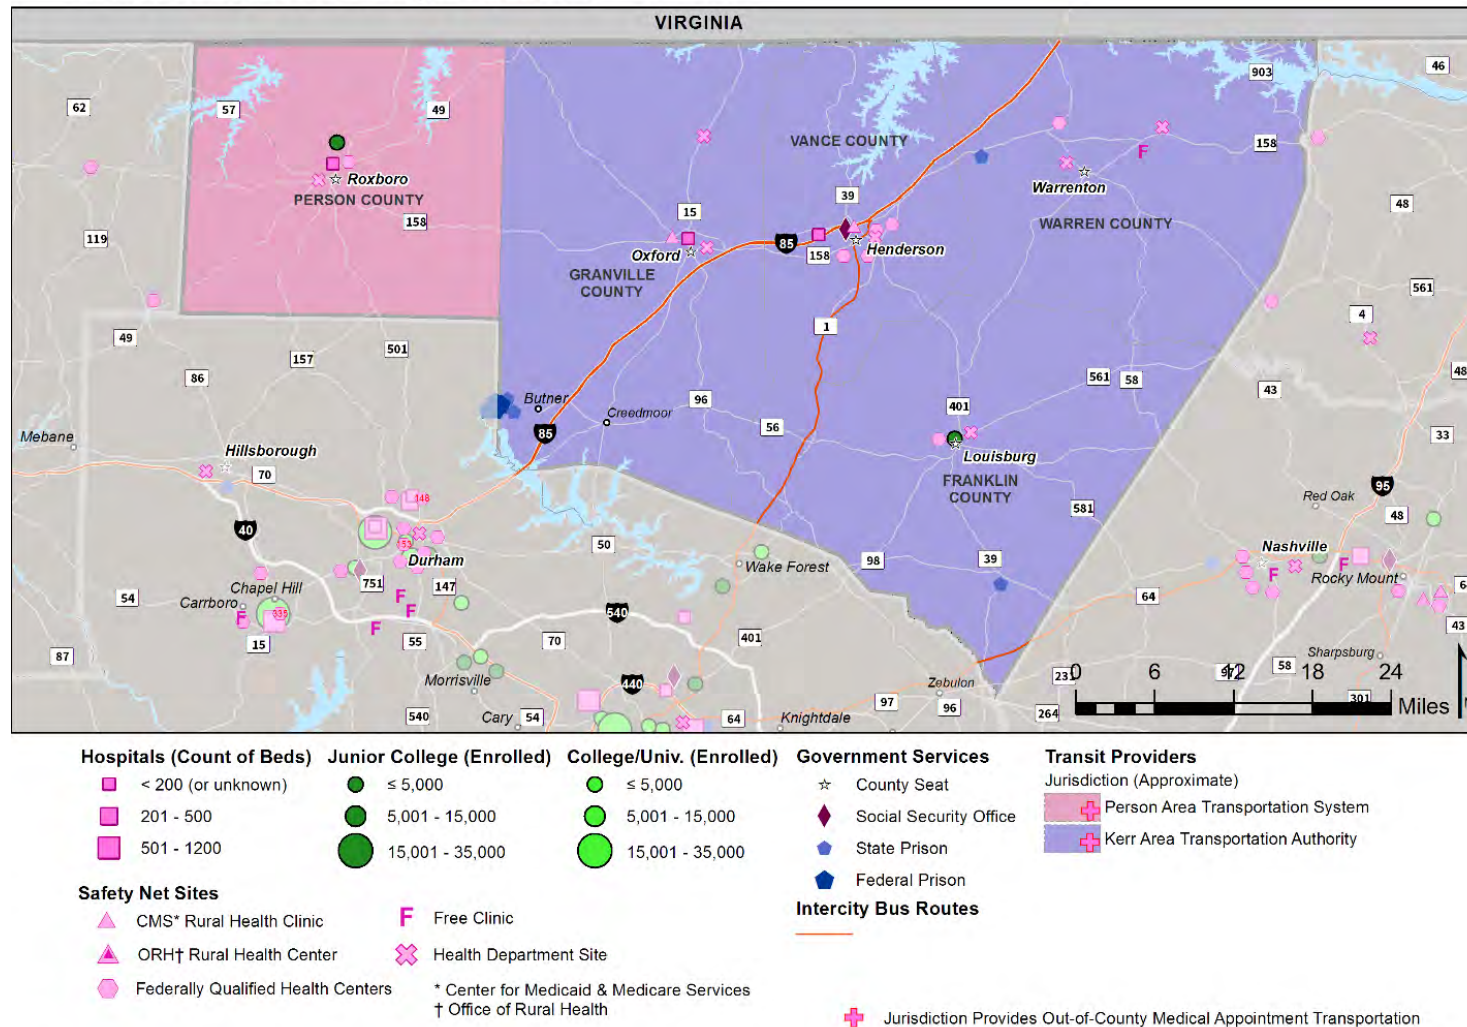 VIRGINIA
903
46
62
57
49
VANCE COUNTY
158
Roxboro
PERSON COUNTY
39
Warrenton
48
15
158
119
WARREN COUNTY
85
158
Henderson
Oxford
GRANVILLE
COUNTY
561
4
1
49
501
157
86
561
58
43
48
96
401
Butner
Creedmoor
56
85
33
Mebane
Hillsborough
70
Louisburg
FRANKLIN
COUNTY
95
148
Red Oak
581
48
40
50
153
Durham
98
39
Nashville
Wake Forest
Rocky Mount
751
147
F
F
54
Chapel Hill
Carrboro
F
F
F
F
335
540
64
64
15
55
70
401
43
87
Morrisville
440
Zebulon
231
97
58
Sharpsburg
0
6
12
18
24
Miles
540
Cary
54
64
Knightdale
97
96
264
301
F
Hospitals (Count of Beds)
< 200 (or unknown)
201 - 500
501 - 1200
Junior College (Enrolled)
≤ 5,000
5,001 - 15,000
15,001 - 35,000
College/Univ. (Enrolled)
≤ 5,000
5,001 - 15,000
15,001 - 35,000
Government Services
County Seat
Social Security Office
State Prison
Federal Prison
Intercity Bus Routes
Transit Providers
Jurisdiction (Approximate)
Person Area Transportation System
Kerr Area Transportation Authority
Safety Net Sites
CMS* Rural Health Clinic
ORH† Rural Health Center
Federally Qualified Health Centers
F Free Clinic
Health Department Site
* Center for Medicaid & Medicare Services
† Office of Rural Health
Jurisdiction Provides Out-of-County Medical Appointment Transportation